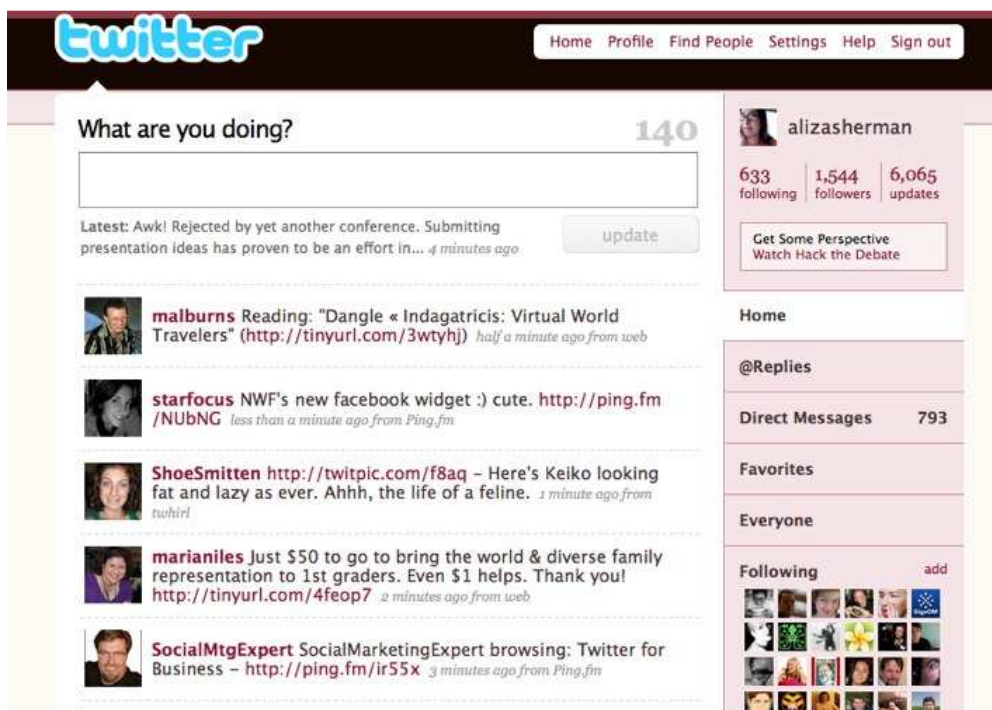 twitter
Home Profile Find People Settings Help Sign out
What are you doing?
140
Latest: Awk! Rejected by yet another conference. Submitting
presentation ideas has proven to be an effort in... 4 minutes ago
update
malburns Reading: "Dangle « Indagatricis: Virtual World
Travelers" (http://tinyurl.com/3wtyhj) half a minute ago from web
starfocus NWF's new facebook widget :) cute. http://ping.fm
/NUbNG less than a minute ago from Ping.fm
ShoeSmitten http://twitpic.com/f8aq – Here's Keiko looking
fat and lazy as ever. Ahhh, the life of a feline. 1 minute ago from
twhirl
marianiles Just $50 to go to bring the world & diverse family
representation to 1st graders. Even $1 helps. Thank you!
http://tinyurl.com/4feop7 2 minutes ago from web
SocialMtgExpert SocialMarketingExpert browsing: Twitter for
Business – http://ping.fm/ir55x 3 minutes ago from Ping.fm
alizasherman
633 1,544 6,065
following followers updates
Get Some Perspective
Watch Hack the Debate
Home
@Replies
Direct Messages 793
Favorites
Everyone
Following add
GigaOM